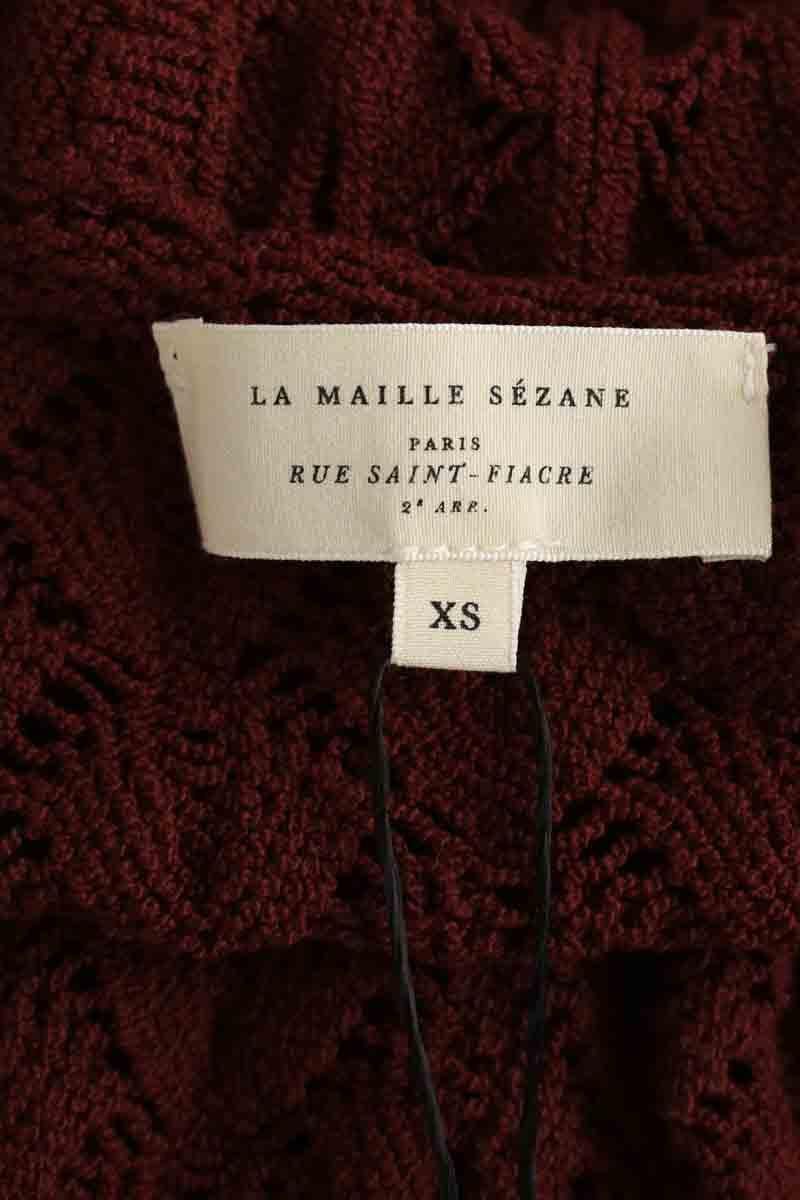 LA MAILLE SÉZANE
PARIS
RUE SAINT-FIACRE
2e ARR.
XS